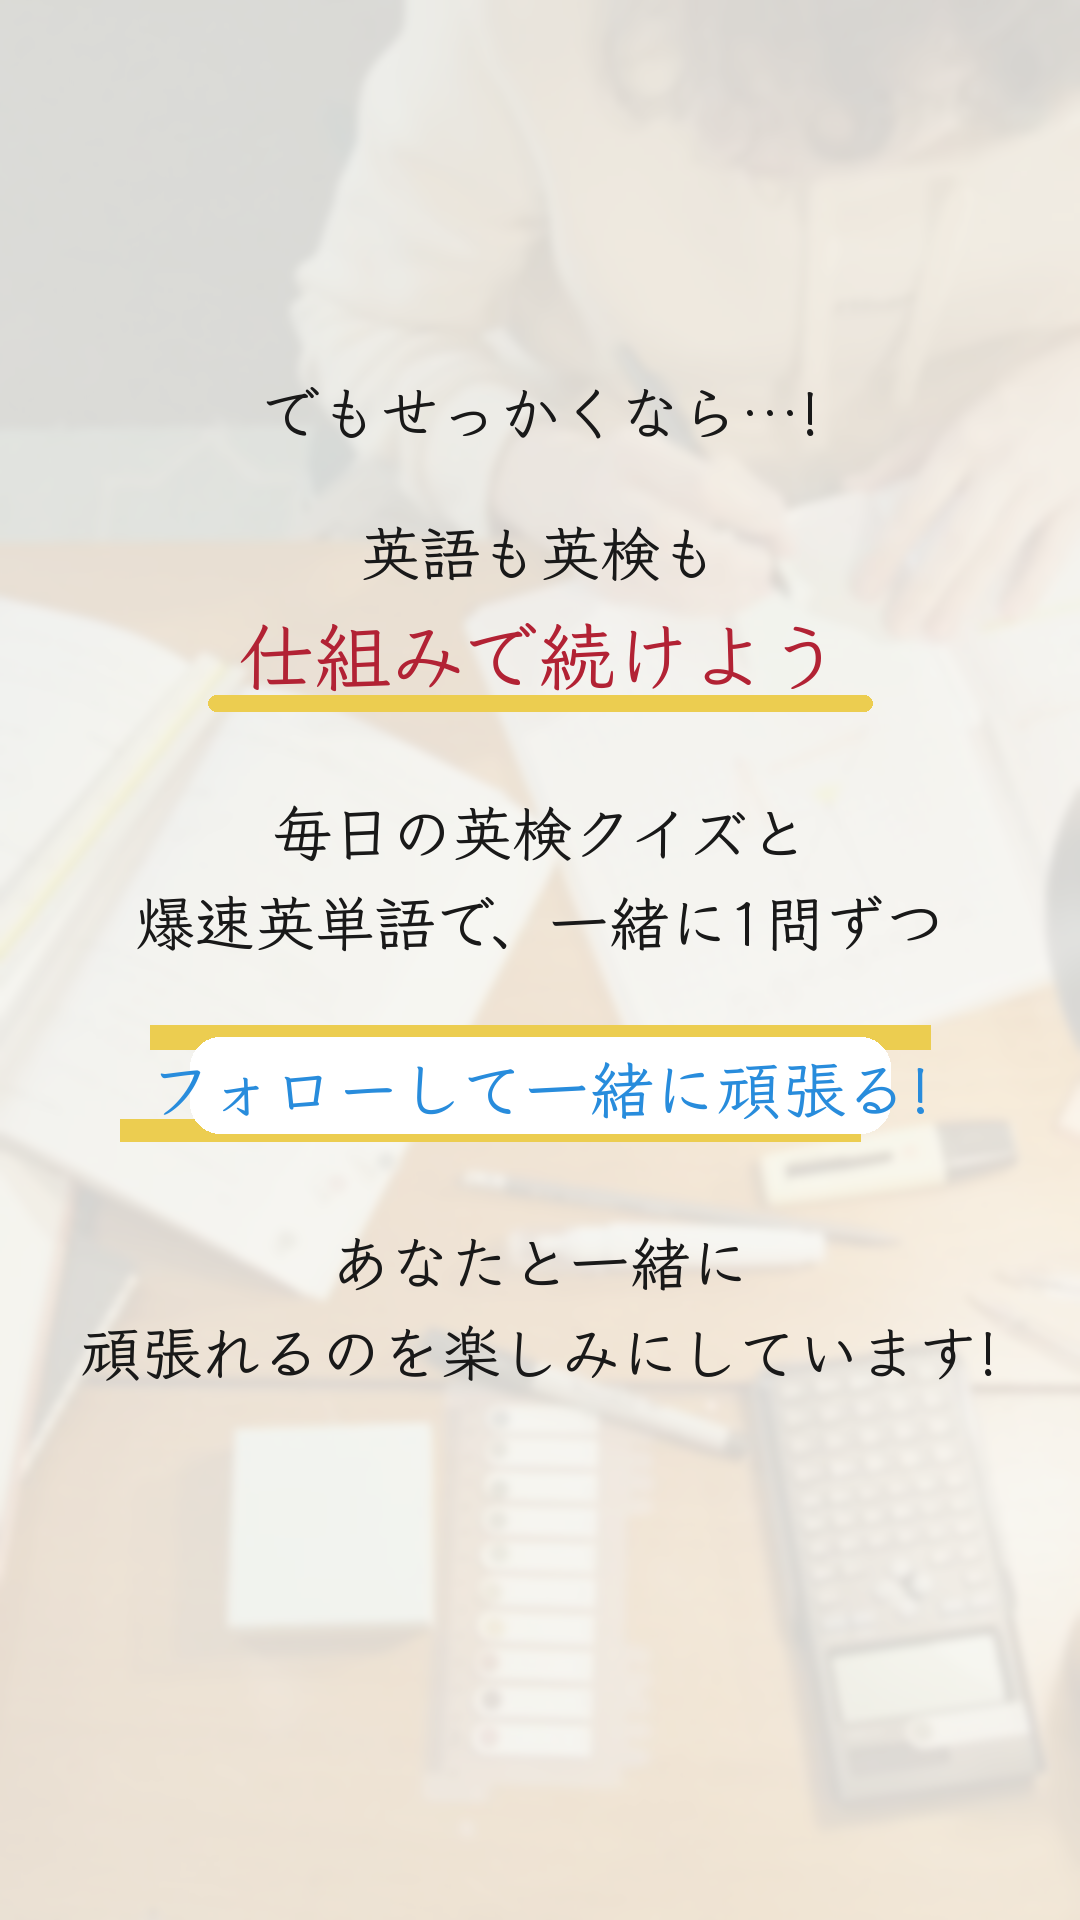 でもせっかくなら…!
英語も英検も
仕組みで続けよう
毎日の英検クイズと
爆速英単語で、一緒に1問ずつ
フォローして一緒に頑張る!
あなたと一緒に
頑張れるのを楽しみにしています!